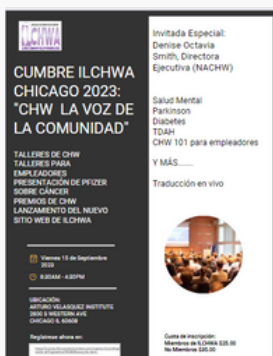 ILCHWA
CUMBRE ILCHWA
CHICAGO 2023:
"CHW LA VOZ DE
LA COMUNIDAD"
TALLERES DE CHW
TALLERES PARA
EMPLEADORES
PRESENTACIÓN DE PFIZER
SOBRE CÁNCER
PREMIOS DE CHW
LANZAMIENTO DEL NUEVO
SITIO WEB DE ILCHWA
Viernes 15 de Septiembre
2023
8:30AM - 4:30PM
UBICACIÓN:
ARTURO VELASQUEZ INSTITUTE
2800 S WESTERN AVE
CHICAGO IL 60608
Regístrese ahora en:
Invitada Especial:
Denise Octavia
Smith, Directora
Ejecutiva (NACHW)
Salud Mental
Parkinson
Diabetes
TDAH
CHW 101 para empleadores
Y MÁS......
Traducción en vivo
Cuota de inscripción:
Miembros de ILCHWA $25.00
No Miembros $35.00